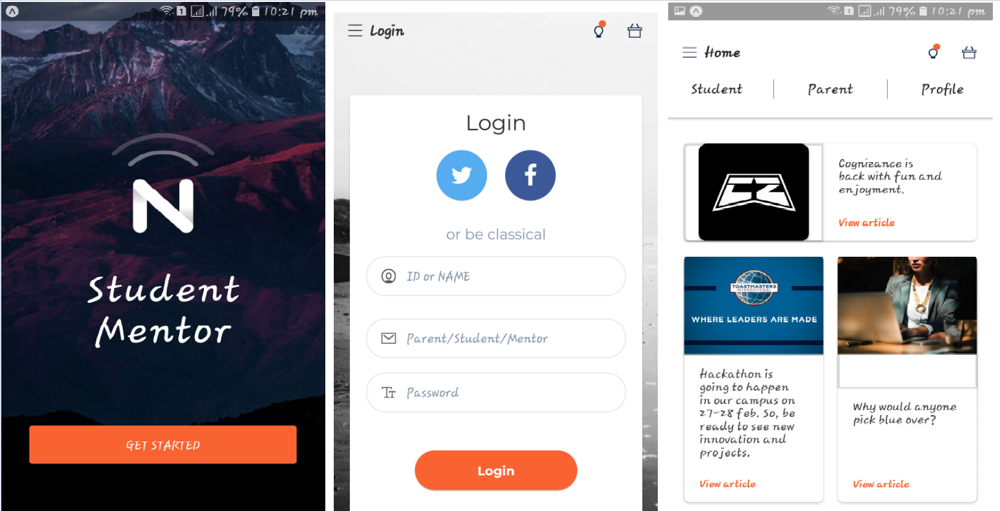 79% 10:21 pm
Student
Mentor
GET STARTED
Login
Login
or be classical
ID or NAME
Parent/Student/Mentor
Password
Login
79% 10:21 pm
Home
Student
Parent
Profile
CZ
Cognizance is
back with fun and
enjoyment.
View article
TOASTMASTERS
INTERNATIONAL
WHERE LEADERS ARE MADE
Hackathon is
going to happen
in our campus on
27-28 feb. So, be
ready to see new
innovation and
projects.
View article
Why would anyone
pick blue over?
View article